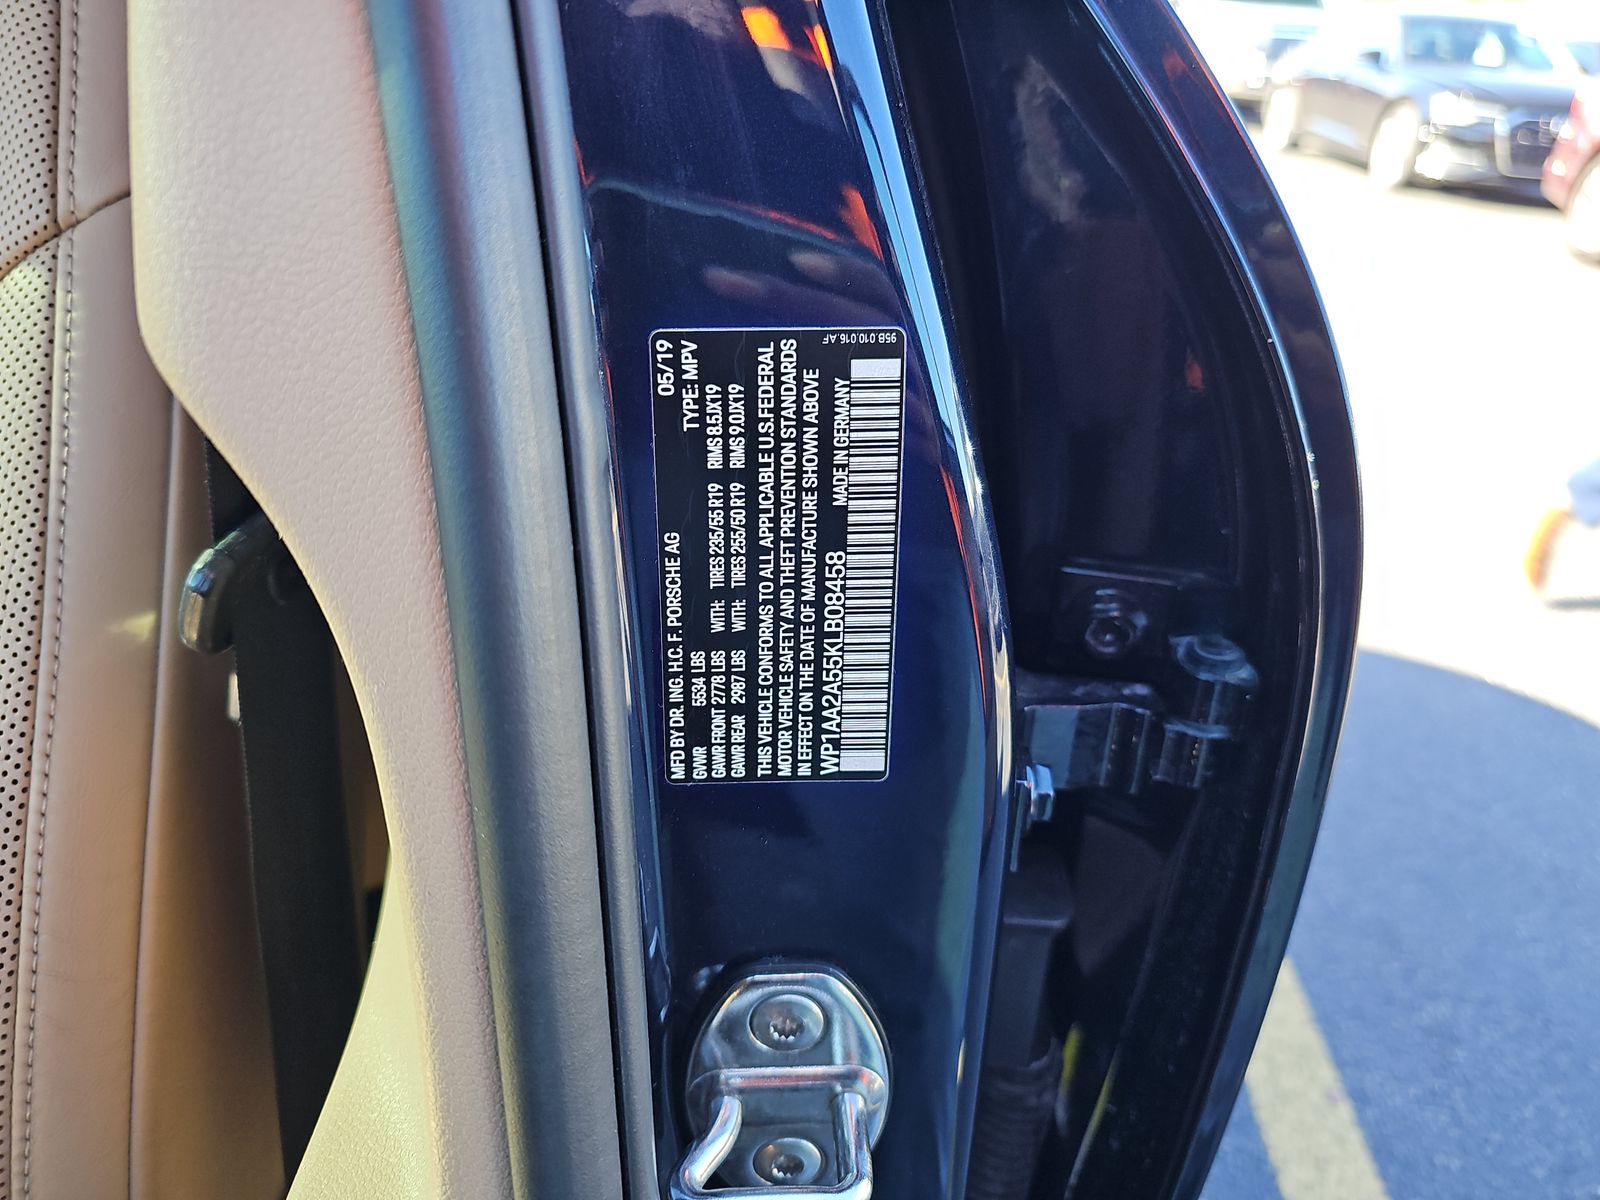 05/19
MFD BY DR. ING. H.C. F. PORSCHE AG TYPE: MPV
GVWR 5534 LBS
GAWR FRONT 2778 LBS WITH: TIRES 235/55 R19 RIMS 8.5JX19
GAWR REAR 2987 LBS WITH: TIRES 255/50 R19 RIMS 9.0JX19
THIS VEHICLE CONFORMS TO ALL APPLICABLE U.S. FEDERAL
MOTOR VEHICLE SAFETY AND THEFT PREVENTION STANDARDS
IN EFFECT ON THE DATE OF MANUFACTURE SHOWN ABOVE
WP1AA2A55KLB08458 MADE IN GERMANY
95B.010.016.AF